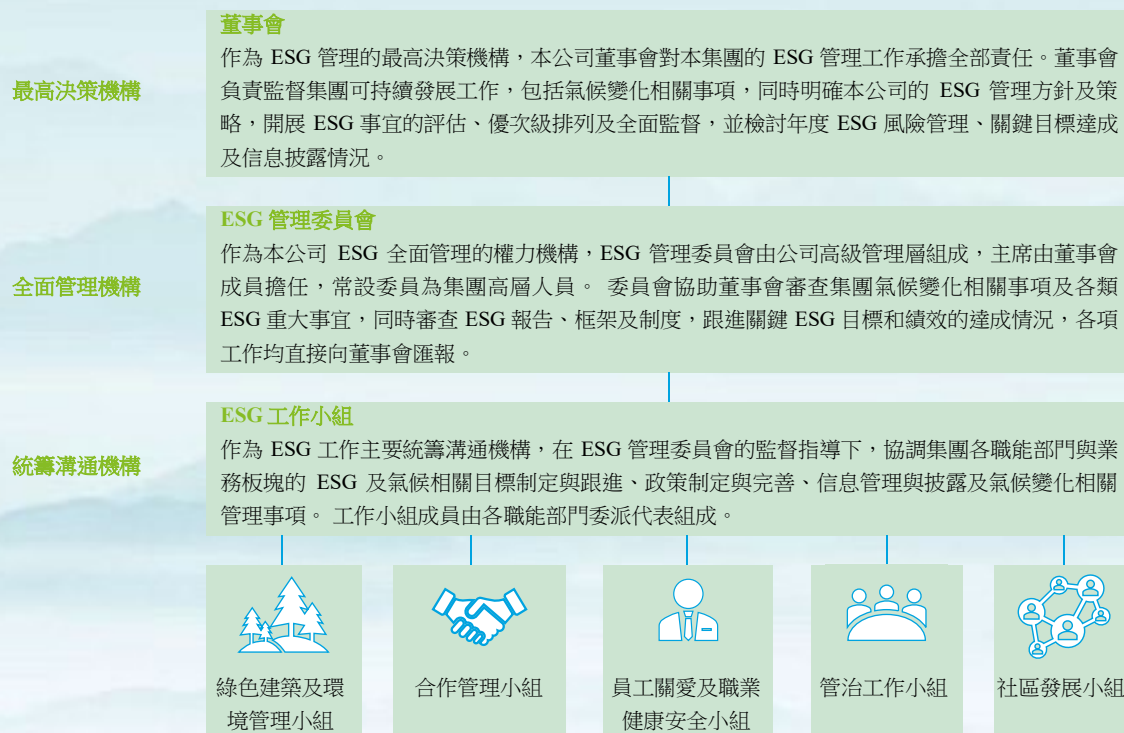 董事會
最高決策機構
作為 ESG 管理的最高決策機構，本公司董事會對本集團的 ESG 管理工作承擔全部責任。董事會
負責監督集團可持續發展工作，包括氣候變化相關事項，同時明確本公司的 ESG 管理方針及策
略，開展 ESG 事宜的評估、優次級排列及全面監督，並檢討年度 ESG 風險管理、關鍵目標達成
及信息披露情況。
ESG 管理委員會
全面管理機構
作為本公司 ESG 全面管理的權力機構，ESG 管理委員會由公司高級管理層組成，主席由董事會
成員擔任，常設委員為集團高層人員。 委員會協助董事會審查集團氣候變化相關事項及各類
ESG 重大事宜，同時審查 ESG 報告、框架及制度，跟進關鍵 ESG 目標和績效的達成情況，各項
工作均直接向董事會匯報。
ESG 工作小組
統籌溝通機構
作為 ESG 工作主要統籌溝通機構，在 ESG 管理委員會的監督指導下，協調集團各職能部門與業
務板塊的 ESG 及氣候相關目標制定與跟進、政策制定與完善、信息管理與披露及氣候變化相關
管理事項。 工作小組成員由各職能部門委派代表組成。
綠色建築及環
境管理小組
合作管理小組
員工關愛及職業
健康安全小組
管治工作小組
社區發展小組